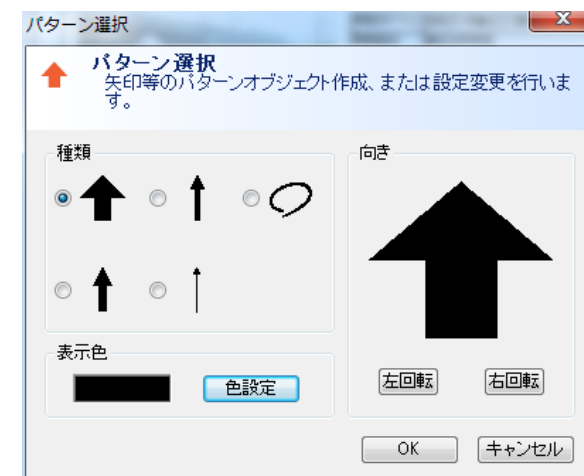 パターン選択
パターン選択
矢印等のパターンオブジェクト作成、または設定変更を行いま
す。
種類
向き
表示色
色設定
左回転
右回転
OK
キャンセル